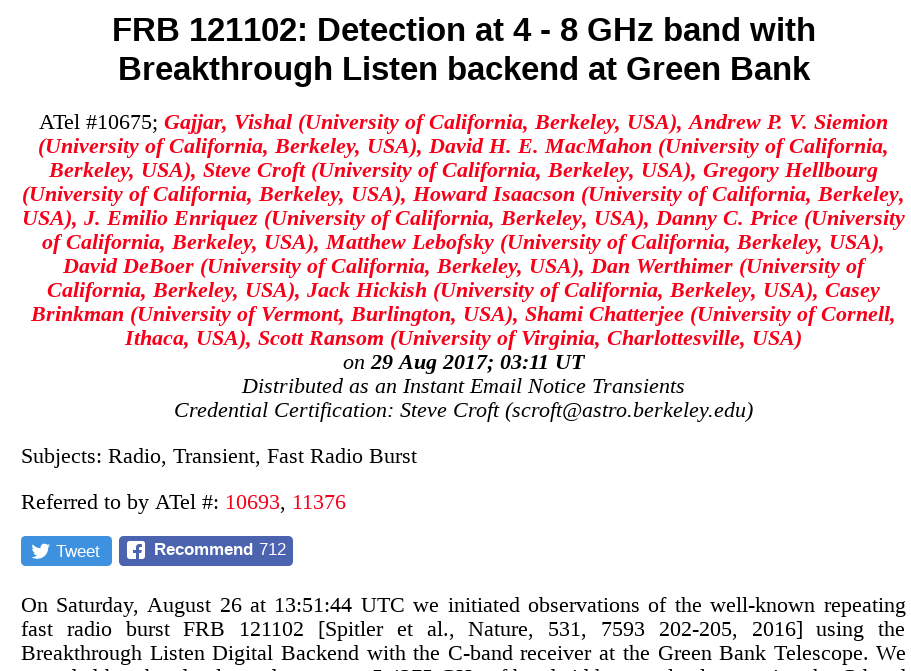 FRB 121102: Detection at 4 - 8 GHz band with
Breakthrough Listen backend at Green Bank
ATel #10675; Gajjar, Vishal (University of California, Berkeley, USA), Andrew P. V. Siemion
(University of California, Berkeley, USA), David H. E. MacMahon (University of California,
Berkeley, USA), Steve Croft (University of California, Berkeley, USA), Gregory Hellbourg
(University of California, Berkeley, USA), Howard Isaacson (University of California, Berkeley,
USA), J. Emilio Enriquez (University of California, Berkeley, USA), Danny C. Price (University
of California, Berkeley, USA), Matthew Lebofsky (University of California, Berkeley, USA),
David DeBoer (University of California, Berkeley, USA), Dan Werthimer (University of
California, Berkeley, USA), Jack Hickish (University of California, Berkeley, USA), Casey
Brinkman (University of Vermont, Burlington, USA), Shami Chatterjee (University of Cornell,
Ithaca, USA), Scott Ransom (University of Virginia, Charlottesville, USA)
on 29 Aug 2017; 03:11 UT
Distributed as an Instant Email Notice Transients
Credential Certification: Steve Croft (scroft@astro.berkeley.edu)
Subjects: Radio, Transient, Fast Radio Burst
Referred to by ATel #: 10693, 11376
Tweet Recommend 712
On Saturday, August 26 at 13:51:44 UTC we initiated observations of the well-known repeating
fast radio burst FRB 121102 [Spitler et al., Nature, 531, 7593 202-205, 2016] using the
Breakthrough Listen Digital Backend with the C-band receiver at the Green Bank Telescope. We